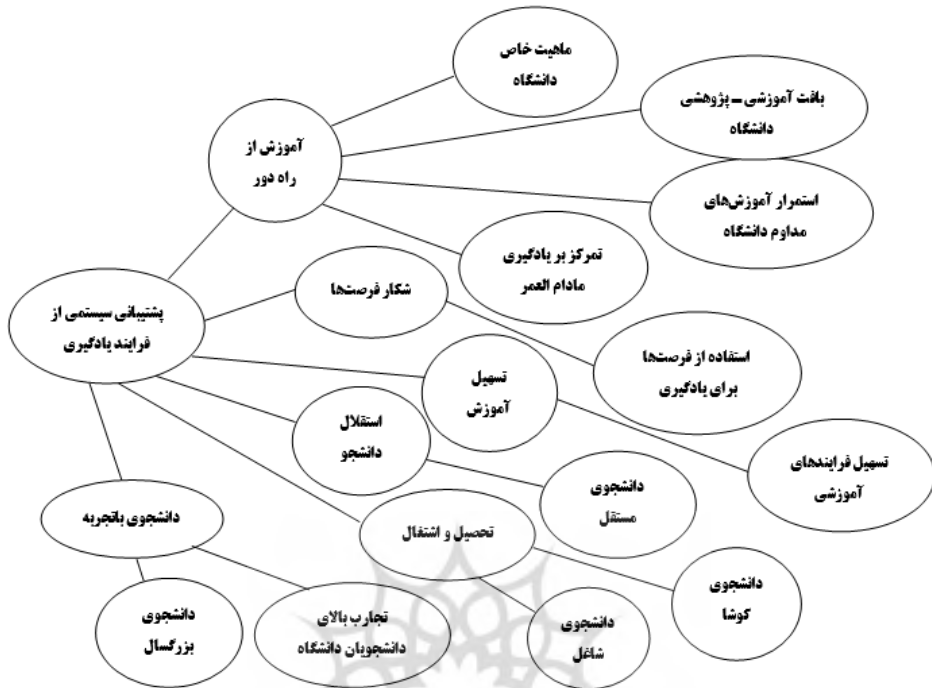 ماهیت خاص
دانشگاه
بافت آموزشی ــ پژوهشی
دانشگاه
آموزش از
راه دور
استمرار آموزش‌های
مداوم دانشگاه
تمرکز بر یادگیری
مادام العمر
شکار فرصت‌ها
پشتیبانی سیستمی از
فرایند یادگیری
استفاده از فرصت‌ها
برای یادگیری
تسهیل
آموزش
استقلال
دانشجو
تسهیل فرایندهای
آموزشی
دانشجوی
مستقل
دانشجوی باتجربه
تحصیل و اشتغال
دانشجوی
کوشا
دانشجوی
بزرگسال
تجارب بالای
دانشجویان دانشگاه
دانشجوی
شاغل